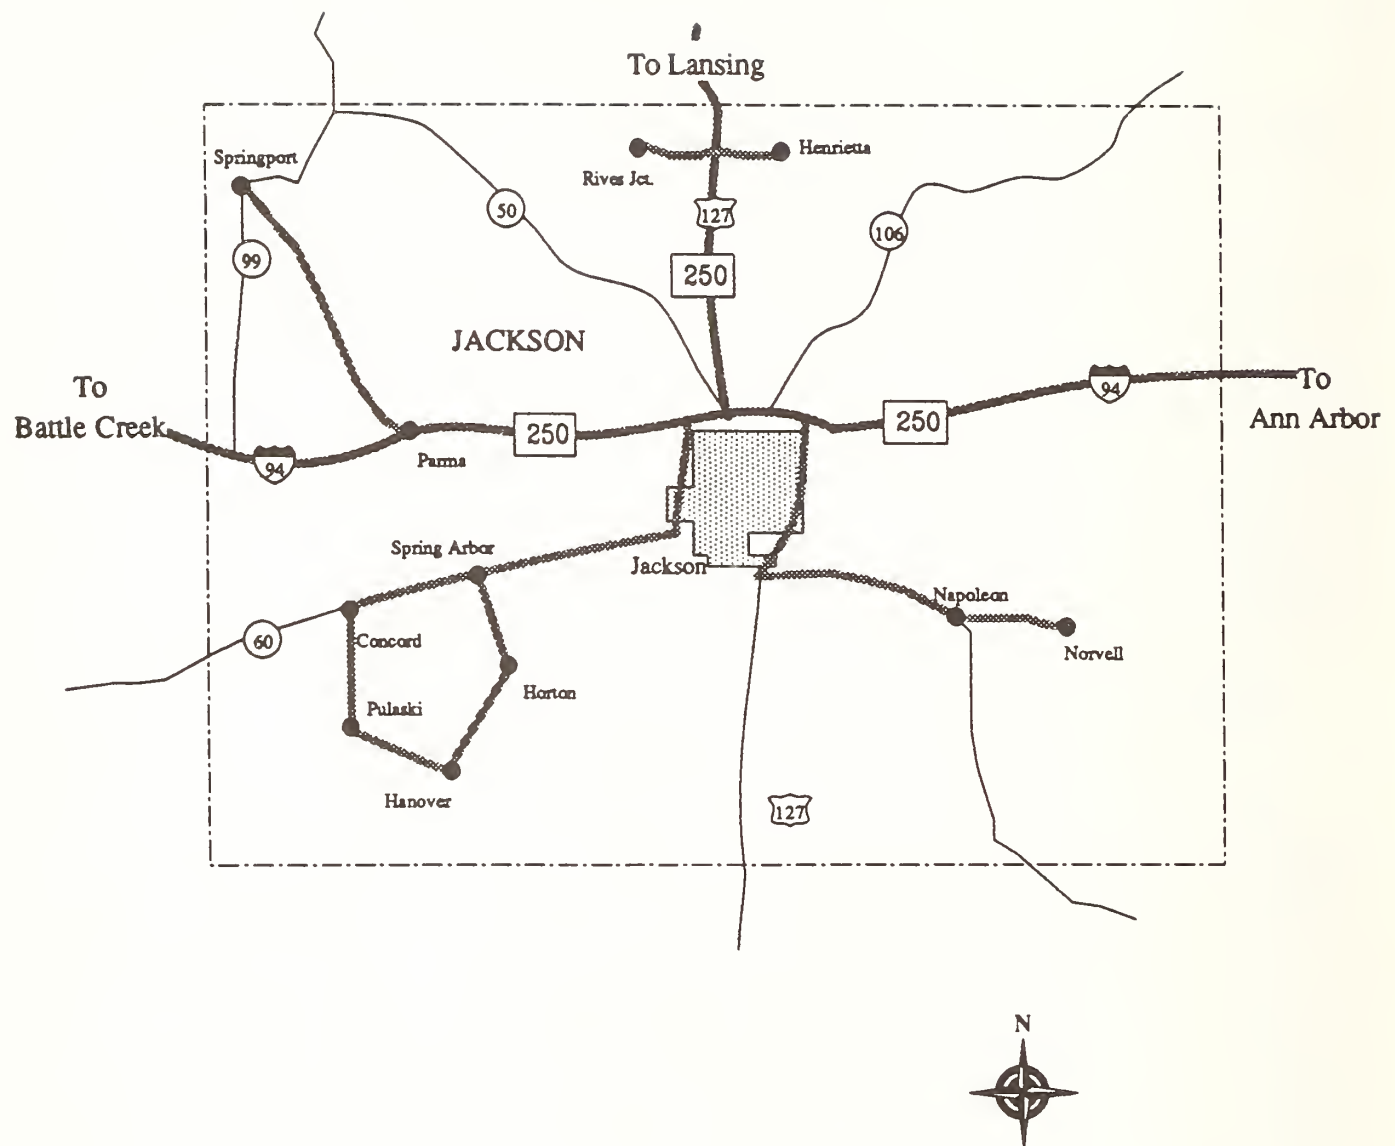 To Lansing
Henrietta
Springport
Rives Jct.
50
127
106
99
250
JACKSON
94
To
To
Battle Creek
250
250
Ann Arbor
94
Parma
Spring Arbor
Jackson
Napoleon
60
Concord
Norvell
Horton
Pulaski
Hanover
127
N